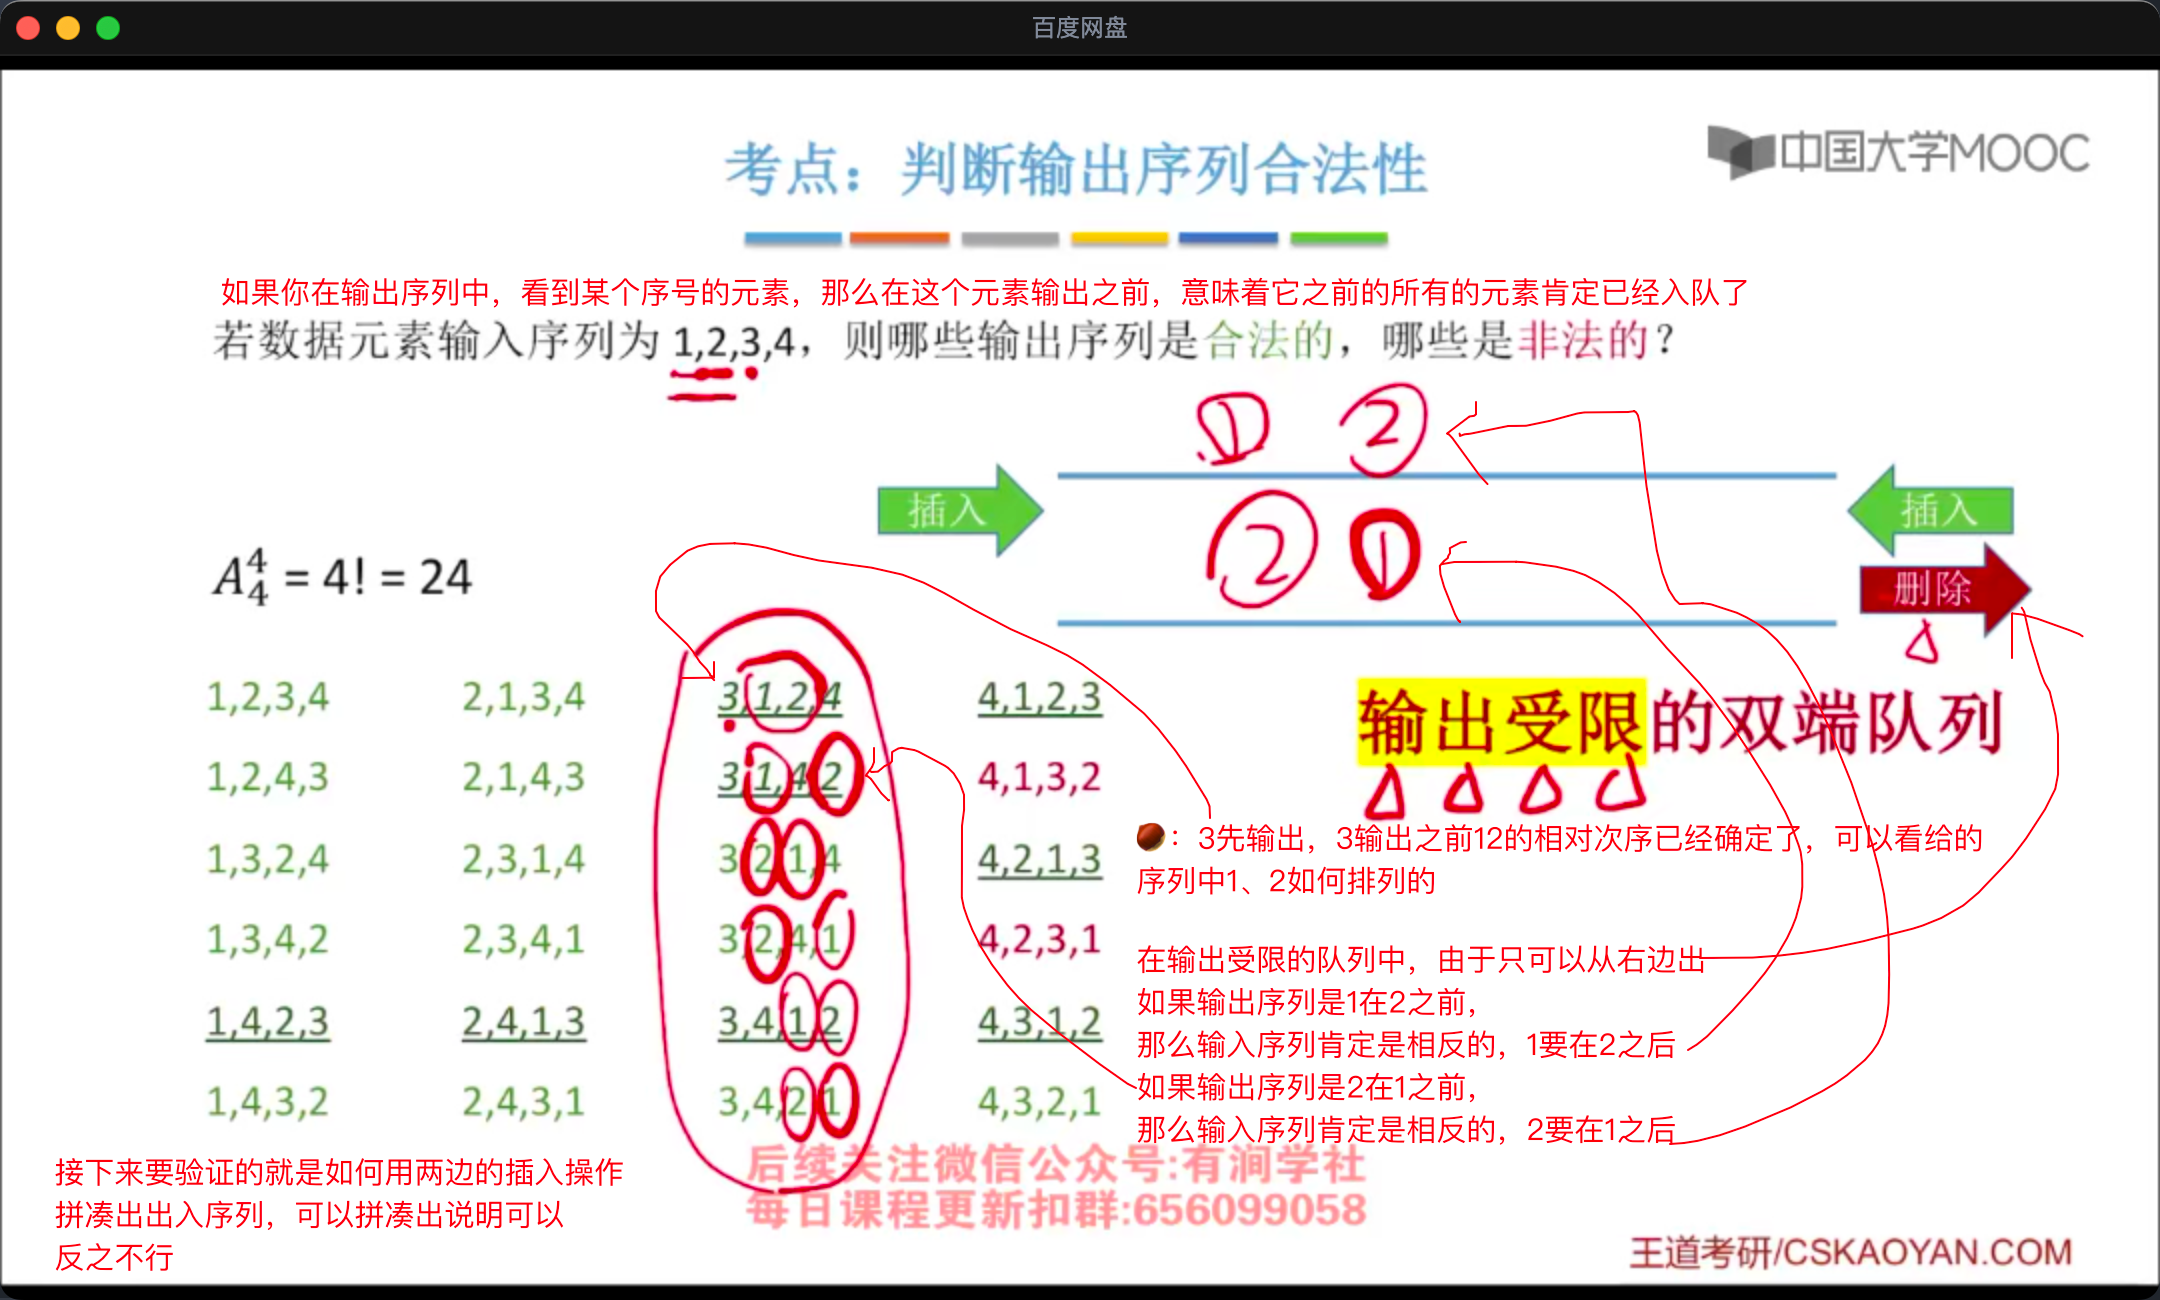 百度网盘
中国大学MOOC
考点：判断输出序列合法性
如果你在输出序列中，看到某个序号的元素，那么在这个元素输出之前，意味着它之前的所有的元素肯定已经入队了
若数据元素输入序列为 1,2,3,4，则哪些输出序列是合法的，哪些是非法的？
① ②
插入 插入
② ①
删除
A₄⁴ = 4! = 24
1,2,3,4 2,1,3,4 3,1,2,4 4,1,2,3
1,2,4,3 2,1,4,3 3,1,4,2 4,1,3,2
1,3,2,4 2,3,1,4 3,2,1,4 4,2,1,3
1,3,4,2 2,3,4,1 3,2,4,1 4,2,3,1
1,4,2,3 2,4,1,3 3,4,1,2 4,3,1,2
1,4,3,2 2,4,3,1 3,4,2,1 4,3,2,1
输出受限的双端队列
：3先输出，3输出之前12的相对次序已经确定了，可以看给的
序列中1、2如何排列的
在输出受限的队列中，由于只可以从右边出
如果输出序列是1在2之前，
那么输入序列肯定是相反的，1要在2之后
如果输出序列是2在1之前，
那么输入序列肯定是相反的，2要在1之后
接下来要验证的就是如何用两边的插入操作
拼凑出出入序列，可以拼凑出说明可以
反之不行
后续关注微信公众号:有涧学社
每日课程更新扣群:656099058
王道考研/CSKAOYAN.COM